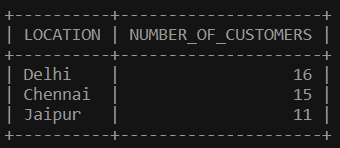 +----------+---------------------+
| LOCATION | NUMBER_OF_CUSTOMERS |
+----------+---------------------+
| Delhi    |                  16 |
| Chennai  |                  15 |
| Jaipur   |                  11 |
+----------+---------------------+